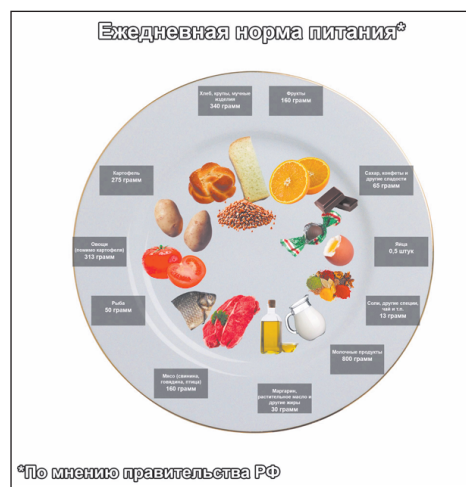 Ежедневная норма питания*
Хлеб, крупы, мучные
изделия
340 грамм
Фрукты
160 грамм
Картофель
275 грамм
Сахар, конфеты и
другие сладости
65 грамм
Овощи
(помимо картофеля)
313 грамм
Яйца
0,5 штук
Рыба
50 грамм
Соли, другие специи,
чай и т.п.
13 грамм
Молочные продукты
800 грамм
Мясо (свинина,
говядина, птица)
160 грамм
Маргарин,
растительное масло и
другие жиры
30 грамм
*По мнению правительства РФ